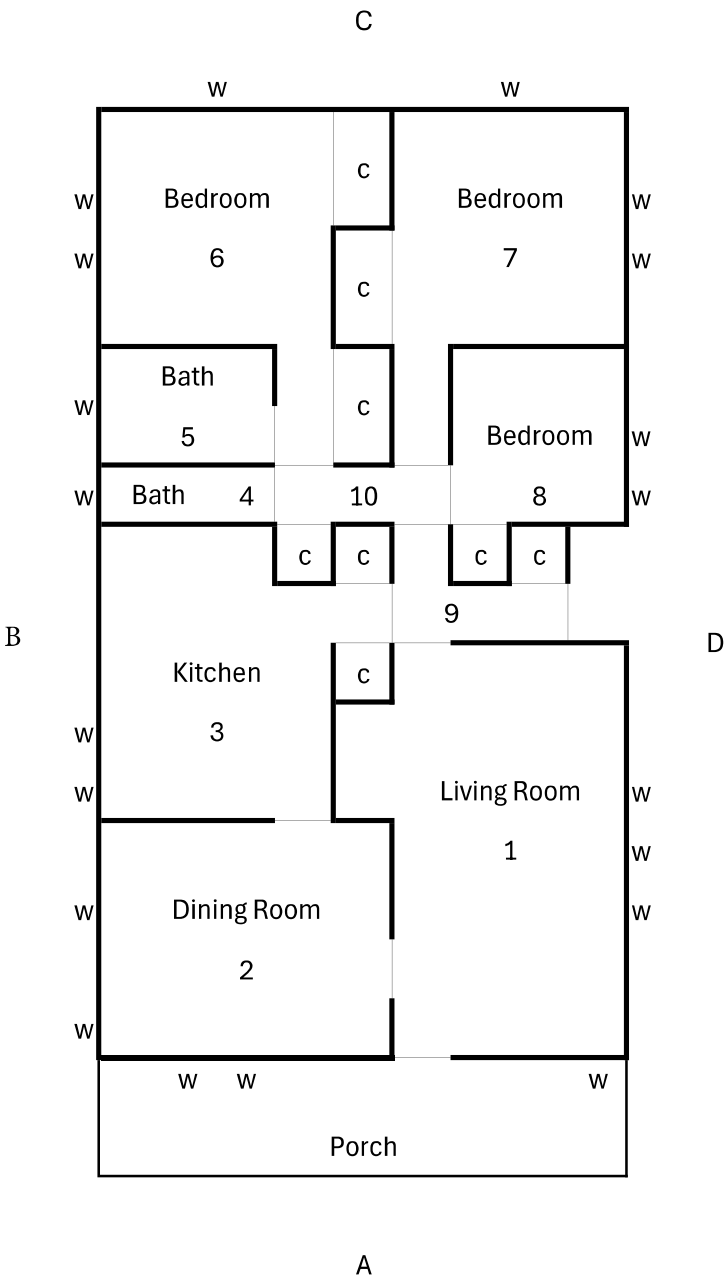 C
w w
c
w Bedroom Bedroom w
w 6 7 w
c
Bath
w c
5 Bedroom w
w Bath 4 10 8 w
c c c c
9
B D
Kitchen c
w 3
w Living Room w
1 w
w Dining Room w
2
w
w w w
Porch
A